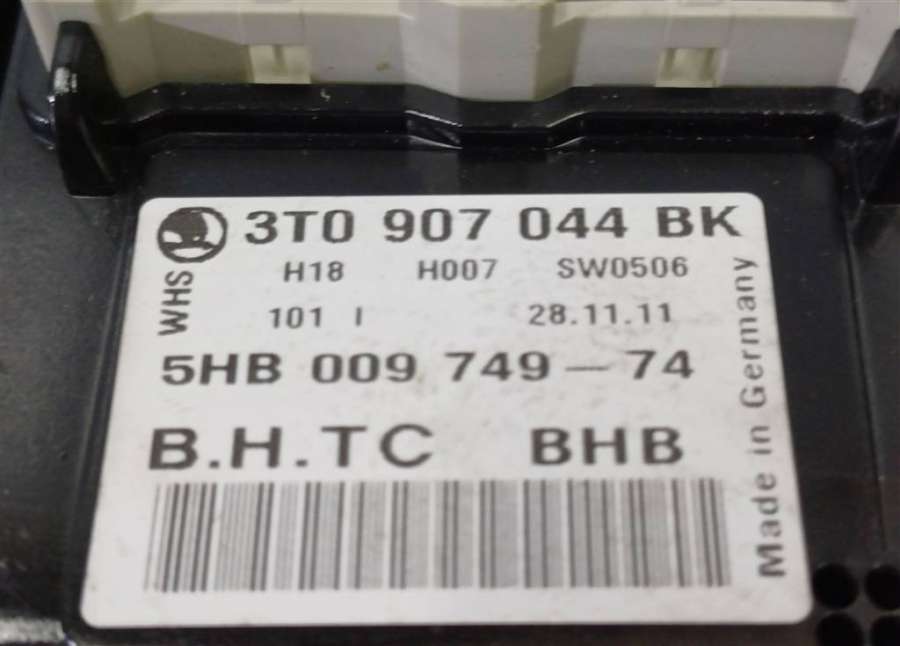 3T0 907 044 BK
WHS
H18 H007 SW0506
101 I 28.11.11
5HB 009 749-74
B.H.TC BHB
Made in Germany